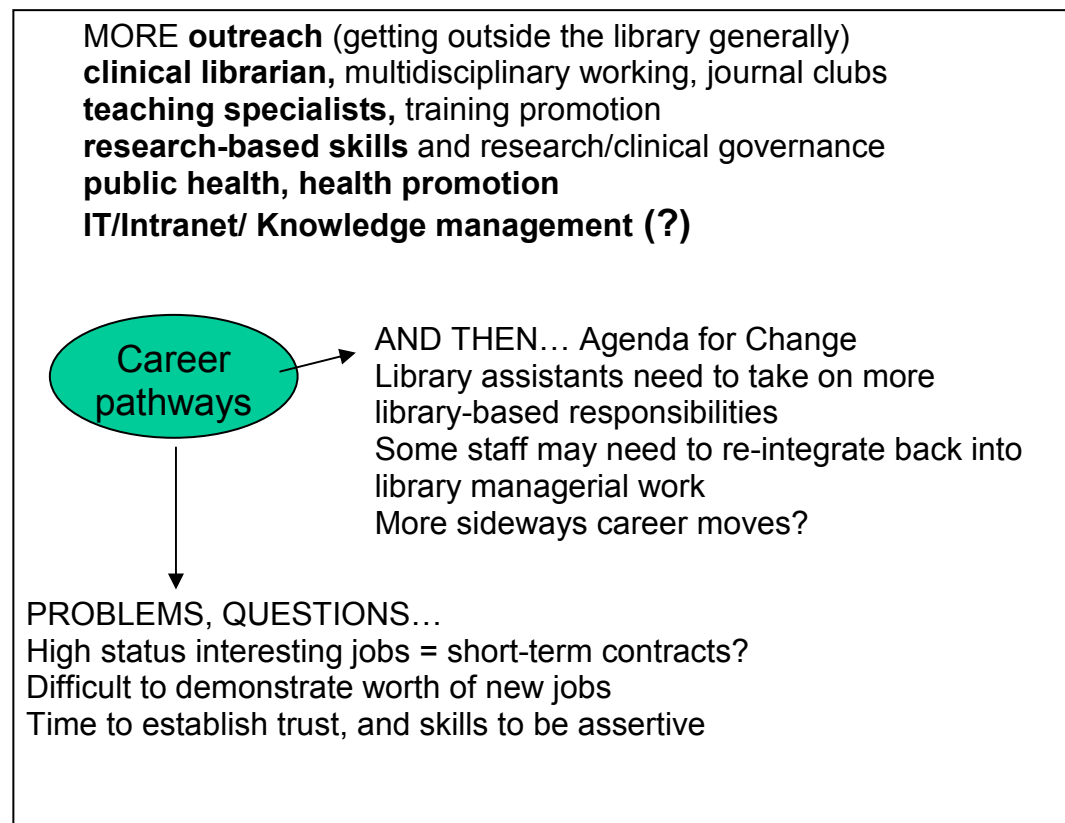 MORE outreach (getting outside the library generally)
clinical librarian, multidisciplinary working, journal clubs
teaching specialists, training promotion
research-based skills and research/clinical governance
public health, health promotion
IT/Intranet/ Knowledge management (?)
Career
pathways
AND THEN… Agenda for Change
Library assistants need to take on more
library-based responsibilities
Some staff may need to re-integrate back into
library managerial work
More sideways career moves?
PROBLEMS, QUESTIONS…
High status interesting jobs = short-term contracts?
Difficult to demonstrate worth of new jobs
Time to establish trust, and skills to be assertive